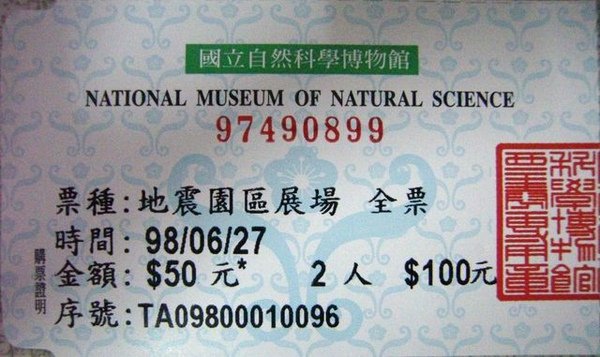 國立自然科學博物館
NATIONAL MUSEUM OF NATURAL SCIENCE
97490899
票種:地震園區展場 全票
時間: 98/06/27
金額: $50 元* 2 人 $100元
序號:TA09800010096
購票證明